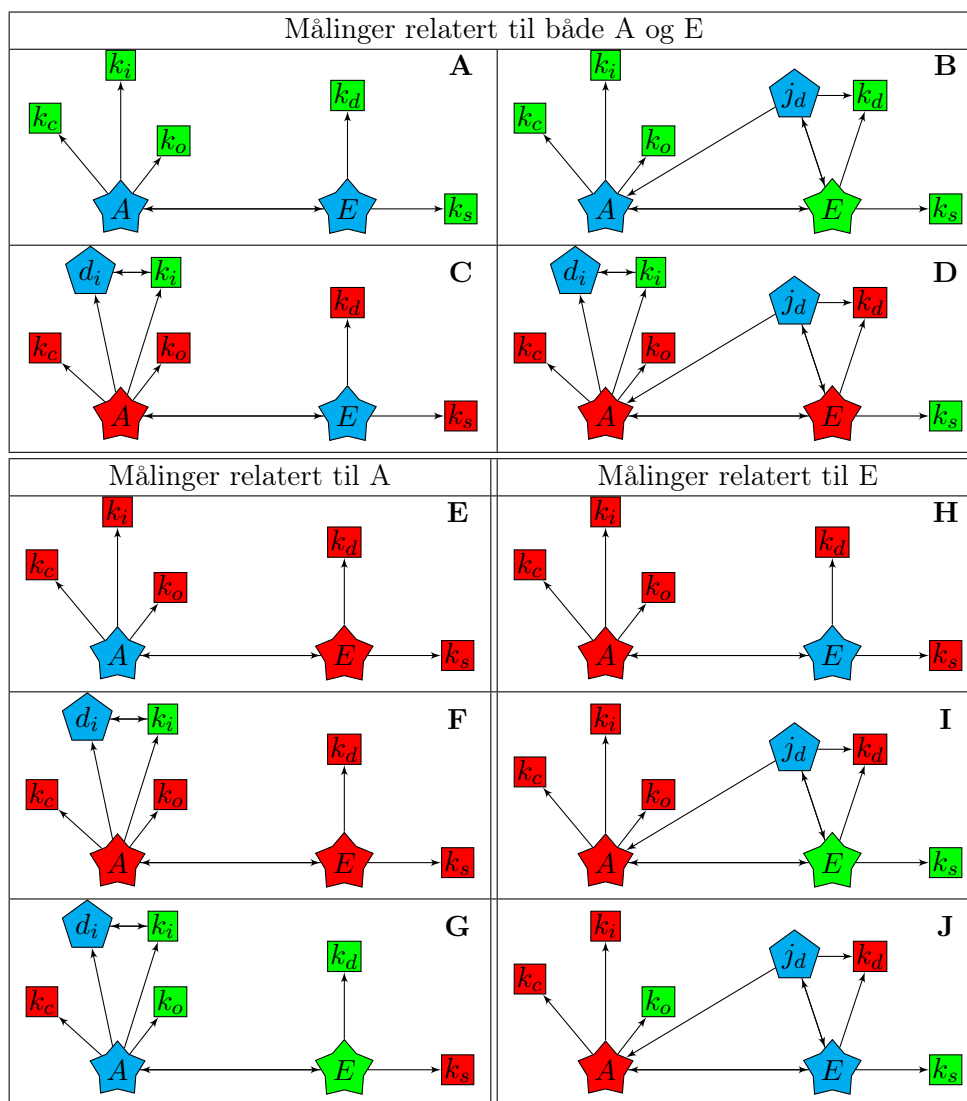 Målinger relatert til både A og E
A
k_i
k_c
k_o
k_d
A
E
k_s
B
k_i
j_d
k_d
k_c
k_o
A
E
k_s
C
d_i
k_i
k_d
k_c
k_o
A
E
k_s
D
d_i
k_i
j_d
k_d
k_c
k_o
A
E
k_s
Målinger relatert til A
Målinger relatert til E
E
k_i
k_d
k_c
k_o
A
E
k_s
H
k_i
k_d
k_c
k_o
A
E
k_s
F
d_i
k_i
k_d
k_c
k_o
A
E
k_s
I
k_i
j_d
k_d
k_c
k_o
A
E
k_s
G
d_i
k_i
k_d
k_c
k_o
A
E
k_s
J
k_i
j_d
k_d
k_c
k_o
A
E
k_s